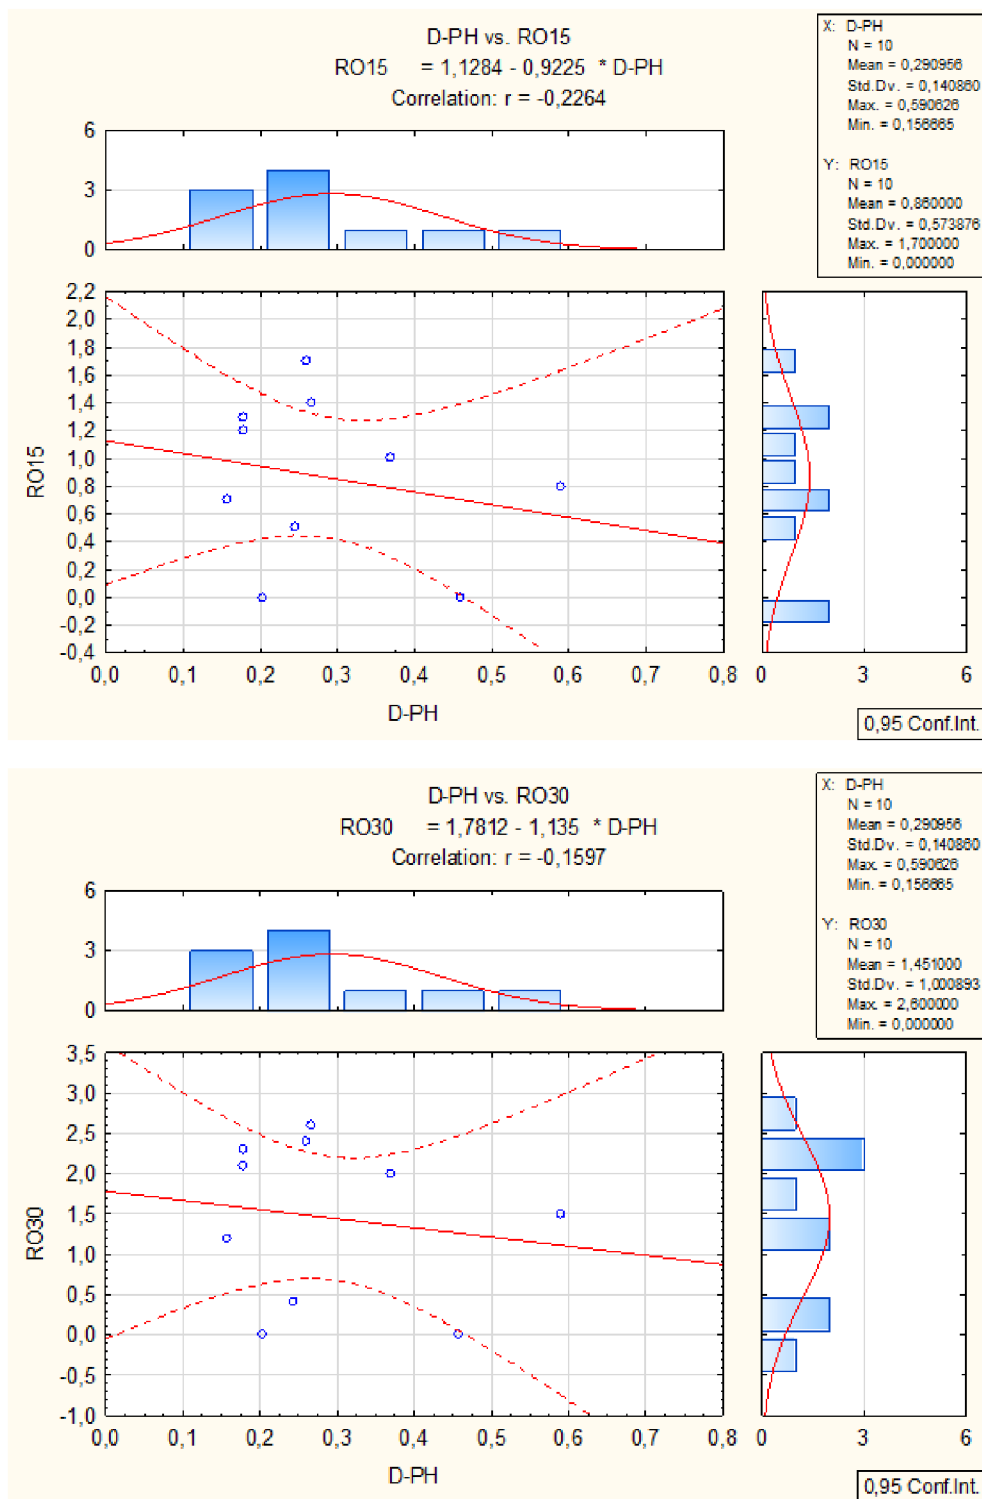 D-PH vs. RO15
RO15 = 1,1284 - 0,9225 * D-PH
Correlation: r = -0,2264
X: D-PH
N = 10
Mean = 0,290956
Std.Dv. = 0,140860
Max. = 0,590626
Min. = 0,156665
Y: RO15
N = 10
Mean = 0,860000
Std.Dv. = 0,573876
Max. = 1,700000
Min. = 0,000000
6
3
0
2,2
2,0
1,8
1,6
1,4
1,2
1,0
0,8
0,6
0,4
0,2
0,0
-0,2
-0,4
RO15
0,0 0,1 0,2 0,3 0,4 0,5 0,6 0,7 0,8
0 3 6
D-PH
0,95 Conf.Int.
D-PH vs. RO30
RO30 = 1,7812 - 1,135 * D-PH
Correlation: r = -0,1597
X: D-PH
N = 10
Mean = 0,290956
Std.Dv. = 0,140860
Max. = 0,590626
Min. = 0,156665
Y: RO30
N = 10
Mean = 1,451000
Std.Dv. = 1,000893
Max. = 2,600000
Min. = 0,000000
6
3
0
3,5
3,0
2,5
2,0
1,5
1,0
0,5
0,0
-0,5
-1,0
RO30
0,0 0,1 0,2 0,3 0,4 0,5 0,6 0,7 0,8
0 3 6
D-PH
0,95 Conf.Int.